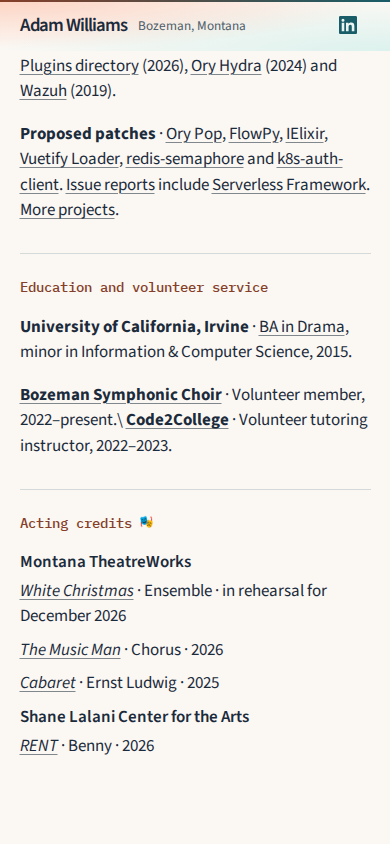 Adam Williams Bozeman, Montana in
Plugins directory (2026), Ory Hydra (2024) and
Wazuh (2019).
Proposed patches · Ory Pop, FlowPy, IElixir,
Vuetify Loader, redis-semaphore and k8s-auth-
client. Issue reports include Serverless Framework.
More projects.
Education and volunteer service
University of California, Irvine · BA in Drama,
minor in Information & Computer Science, 2015.
Bozeman Symphonic Choir · Volunteer member,
2022–present.\ Code2College · Volunteer tutoring
instructor, 2022–2023.
Acting credits 🎭
Montana TheatreWorks
White Christmas · Ensemble · in rehearsal for
December 2026
The Music Man · Chorus · 2026
Cabaret · Ernst Ludwig · 2025
Shane Lalani Center for the Arts
RENT · Benny · 2026